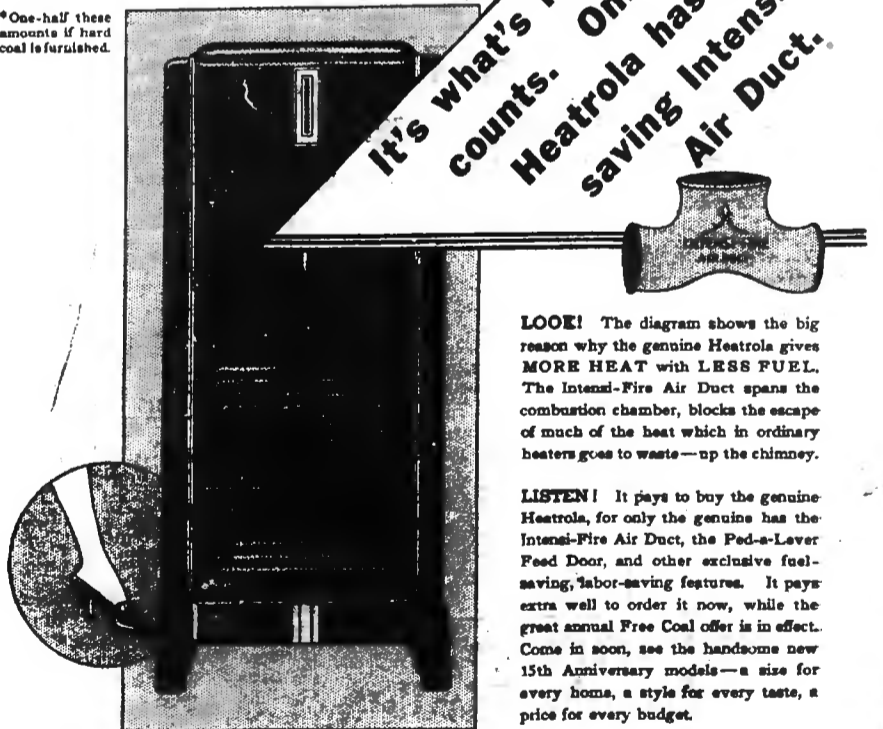 *One-half these
amounts if hard
coal is furnished.
It's what's
counts.
Heatrola has
saving
Air Duct.
LOOK! The diagram shows the big
reason why the genuine Heatrola gives
MORE HEAT with LESS FUEL.
The Intensi-Fire Air Duct spans the
combustion chamber, blocks the escape
of much of the heat which in ordinary
heaters goes to waste—up the chimney.
LISTEN! It pays to buy the genuine
Heatrola, for only the genuine has the
Intensi-Fire Air Duct, the Ped-a-Lever
Feed Door, and other exclusive fuel-
saving, labor-saving features. It pays
extra well to order it now, while the
great annual Free Coal offer is in effect.
Come in soon, see the handsome new
15th Anniversary models—a size for
every home, a style for every taste, a
price for every budget.